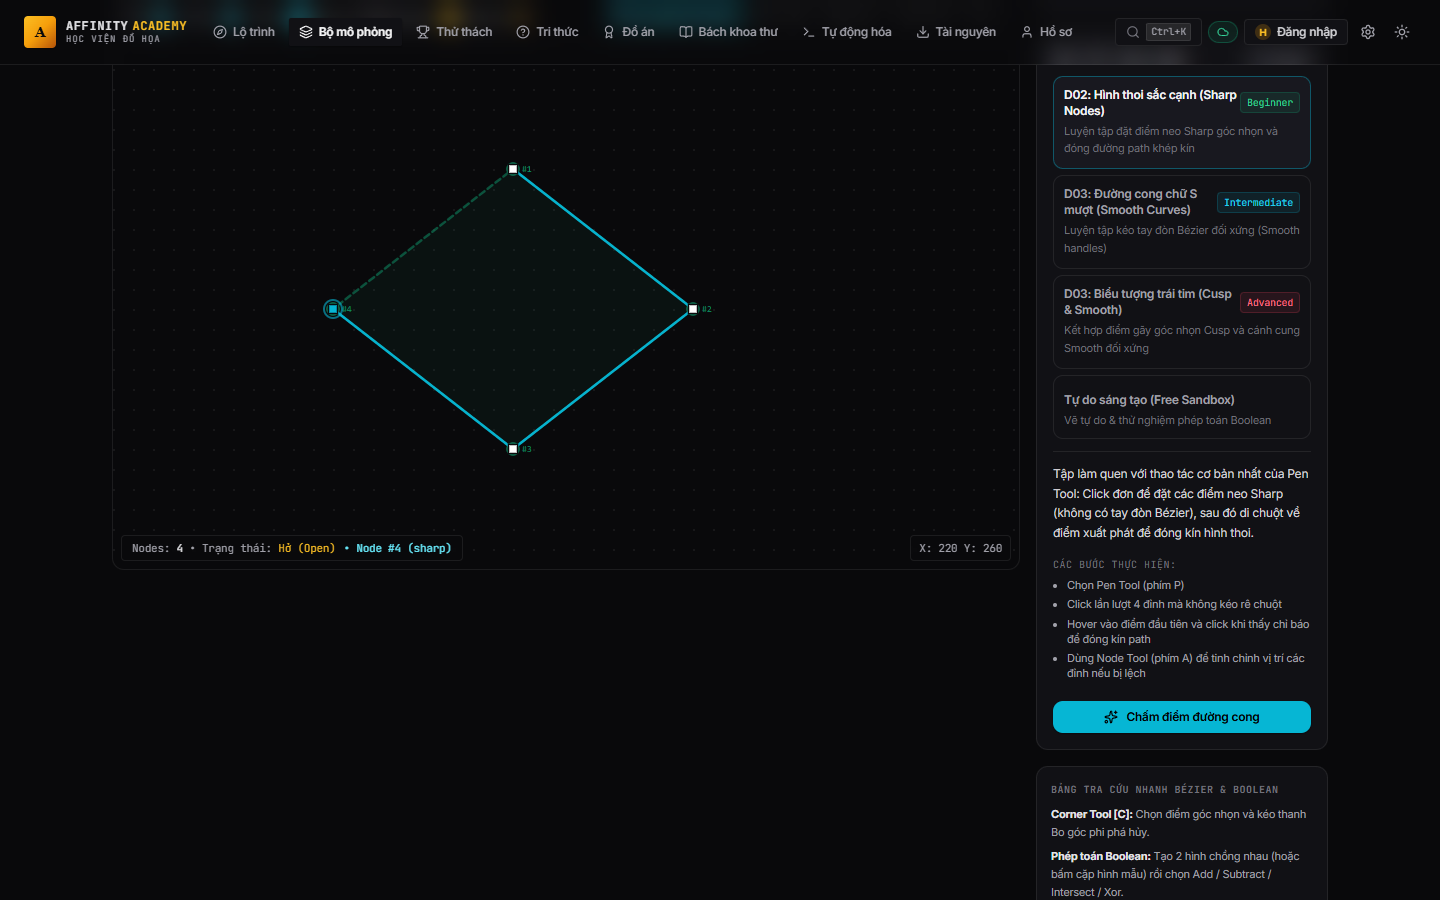 A
AFFINITY ACADEMY
HỌC VIỆN ĐỒ HỌA
Lộ trình
Bộ mô phỏng
Thử thách
Tri thức
Đồ án
Bách khoa thư
Tự động hóa
Tài nguyên
Hồ sơ
Ctrl+K
H
Đăng nhập
#1
#2
#3
#4
Nodes: 4 • Trạng thái: Hở (Open) • Node #4 (sharp)
X: 220 Y: 260
D02: Hình thoi sắc cạnh (Sharp
Nodes)
Beginner
Luyện tập đặt điểm neo Sharp góc nhọn và
đóng đường path khép kín
D03: Đường cong chữ S
mượt (Smooth Curves)
Intermediate
Luyện tập kéo tay đòn Bézier đối xứng (Smooth
handles)
D03: Biểu tượng trái tim (Cusp
& Smooth)
Advanced
Kết hợp điểm gãy góc nhọn Cusp và cánh cung
Smooth đối xứng
Tự do sáng tạo (Free Sandbox)
Vẽ tự do & thử nghiệm phép toán Boolean
Tập làm quen với thao tác cơ bản nhất của Pen
Tool: Click đơn để đặt các điểm neo Sharp
(không có tay đòn Bézier), sau đó di chuột về
điểm xuất phát để đóng kín hình thoi.
CÁC BƯỚC THỰC HIỆN:
• Chọn Pen Tool (phím P)
• Click lần lượt 4 đỉnh mà không kéo rê chuột
• Hover vào điểm đầu tiên và click khi thấy chỉ báo
để đóng kín path
• Dùng Node Tool (phím A) để tinh chỉnh vị trí các
đỉnh nếu bị lệch
Chấm điểm đường cong
BẢNG TRA CỨU NHANH BÉZIER & BOOLEAN
Corner Tool [C]: Chọn điểm góc nhọn và kéo thanh
Bo góc phi phá hủy.
Phép toán Boolean: Tạo 2 hình chồng nhau (hoặc
bấm cặp hình mẫu) rồi chọn Add / Subtract /
Intersect / Xor.